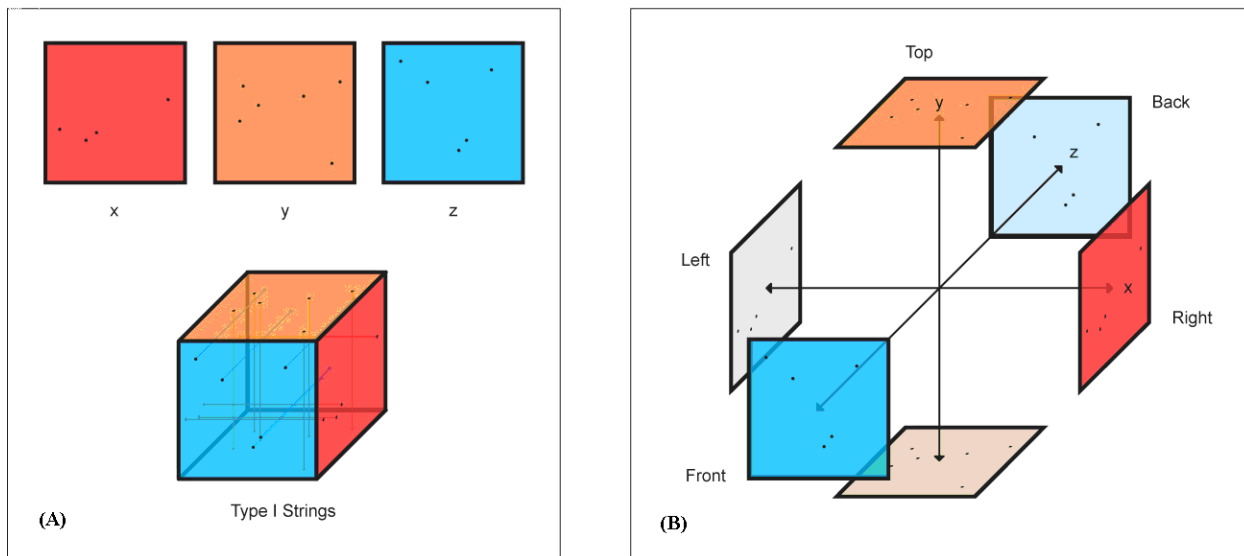 x
y
z
Type I Strings
(A)
Top
y
Back
z
Left
x
Right
Front
(B)